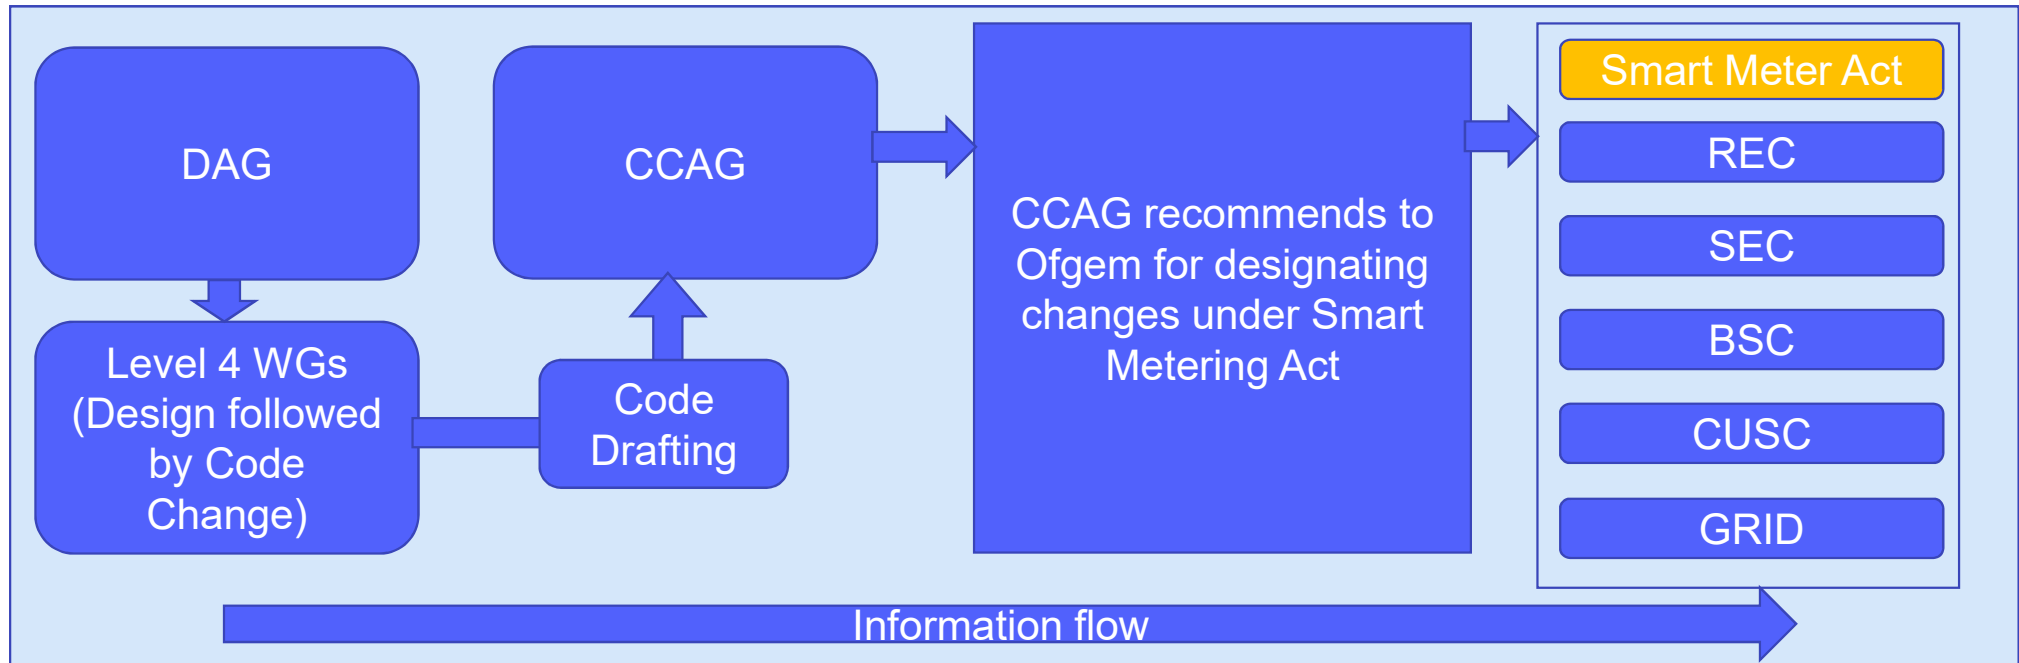 DAG
Level 4 WGs
(Design followed
by Code
Change)
Code
Drafting
CCAG
CCAG recommends to
Ofgem for designating
changes under Smart
Metering Act
Smart Meter Act
REC
SEC
BSC
CUSC
GRID
Information flow